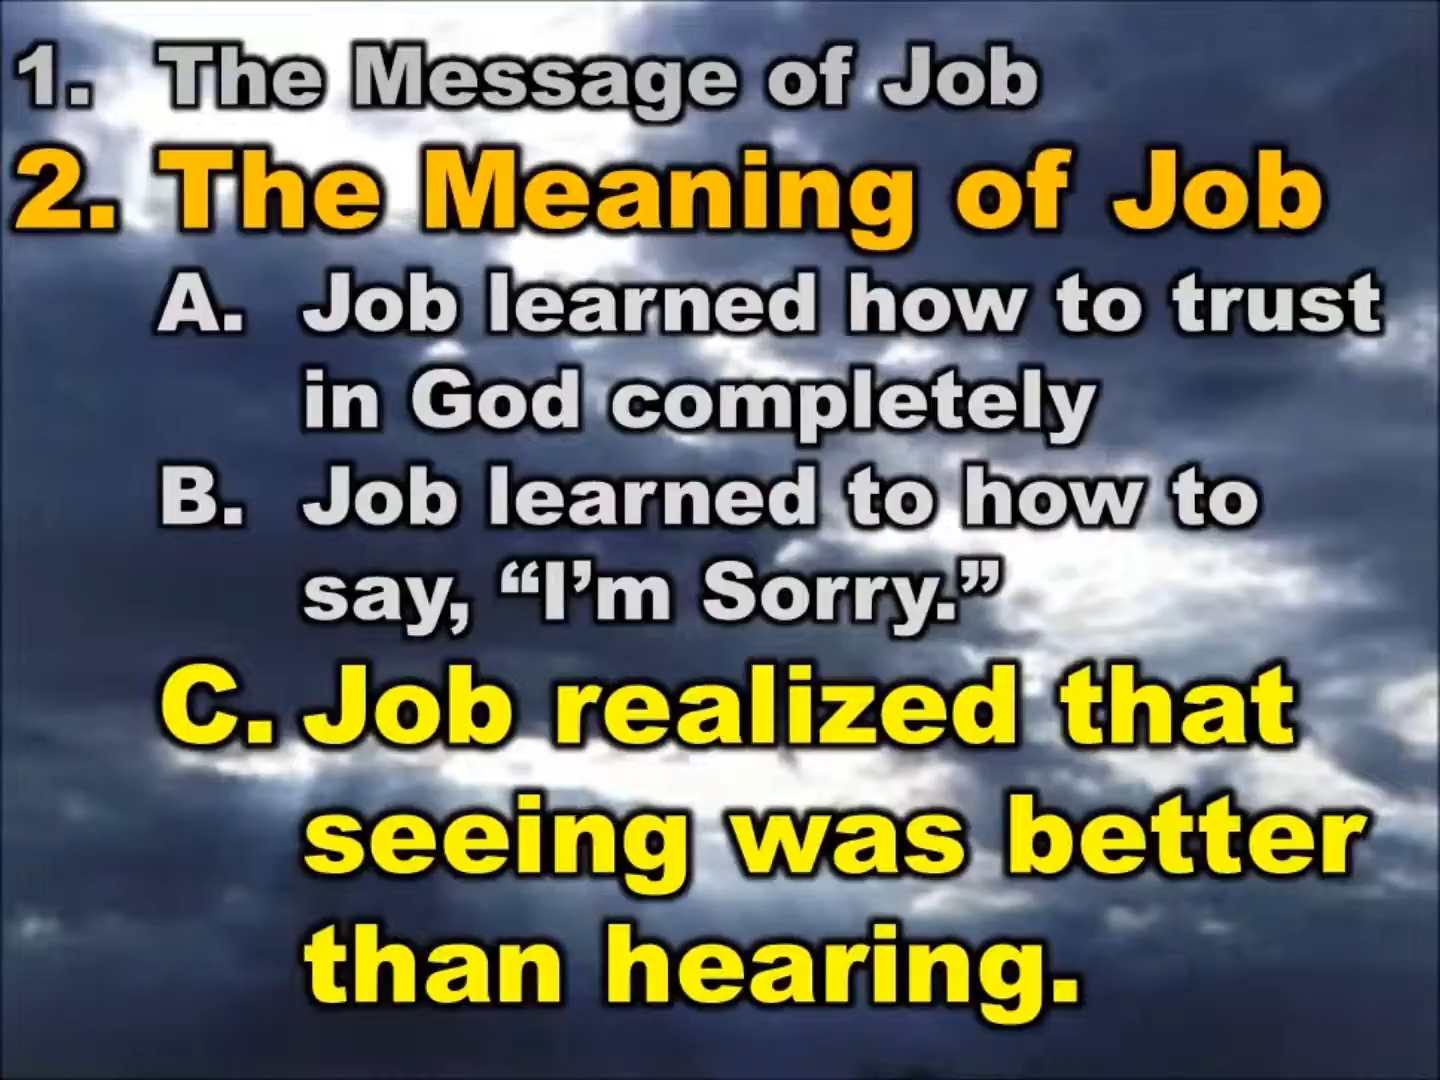 1. The Message of Job
2. The Meaning of Job
A. Job learned how to trust
in God completely
B. Job learned to how to
say, “I’m Sorry.”
C. Job realized that
seeing was better
than hearing.